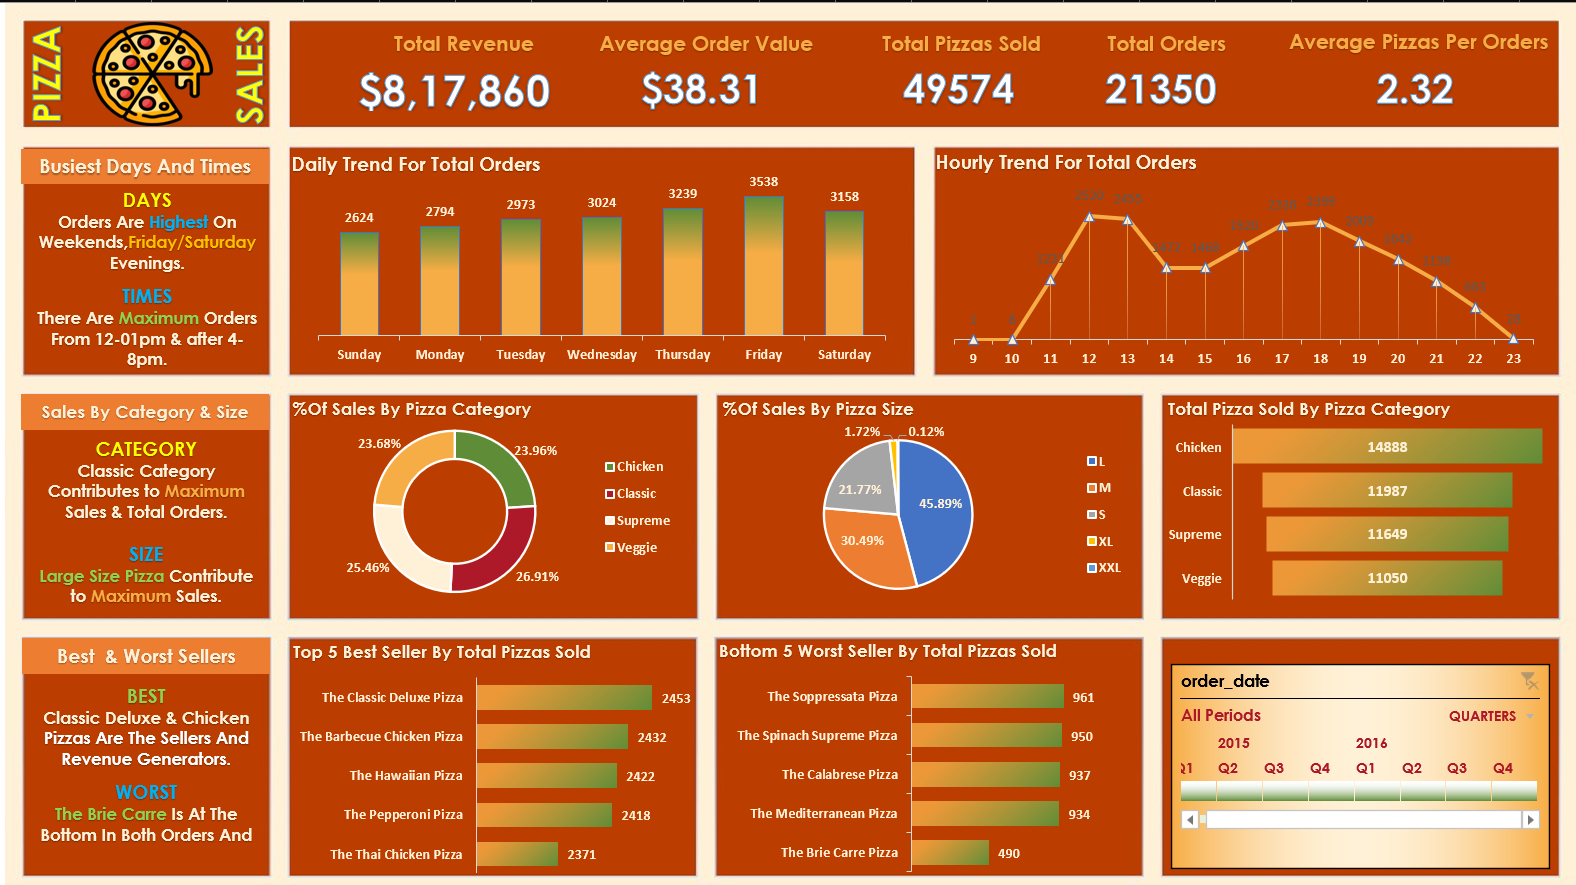 PIZZA
SALES
Total Revenue
$8,17,860
Average Order Value
$38.31
Total Pizzas Sold
49574
Total Orders
21350
Average Pizzas Per Orders
2.32
Busiest Days And Times
DAYS
Orders Are Highest On
Weekends,Friday/Saturday
Evenings.
TIMES
There Are Maximum Orders
From 12-01pm & after 4-
8pm.
Daily Trend For Total Orders
2624
2794
2973
3024
3239
3538
3158
Sunday
Monday
Tuesday
Wednesday
Thursday
Friday
Saturday
Hourly Trend For Total Orders
9
10
11
12
13
14
15
16
17
18
19
20
21
22
23
Sales By Category & Size
CATEGORY
Classic Category
Contributes to Maximum
Sales & Total Orders.
SIZE
Large Size Pizza Contribute
to Maximum Sales.
%Of Sales By Pizza Category
23.68%
23.96%
25.46%
26.91%
Chicken
Classic
Supreme
Veggie
%Of Sales By Pizza Size
1.72%
0.12%
21.77%
45.89%
30.49%
L
M
S
XL
XXL
Total Pizza Sold By Pizza Category
Chicken 14888
Classic 11987
Supreme 11649
Veggie 11050
Best & Worst Sellers
BEST
Classic Deluxe & Chicken
Pizzas Are The Sellers And
Revenue Generators.
WORST
The Brie Carre Is At The
Bottom In Both Orders And
Top 5 Best Seller By Total Pizzas Sold
The Classic Deluxe Pizza 2453
The Barbecue Chicken Pizza 2432
The Hawaiian Pizza 2422
The Pepperoni Pizza 2418
The Thai Chicken Pizza 2371
Bottom 5 Worst Seller By Total Pizzas Sold
The Soppressata Pizza 961
The Spinach Supreme Pizza 950
The Calabrese Pizza 937
The Mediterranean Pizza 934
The Brie Carre Pizza 490
order_date
All Periods QUARTERS
2015 2016
Q1 Q2 Q3 Q4 Q1 Q2 Q3 Q4